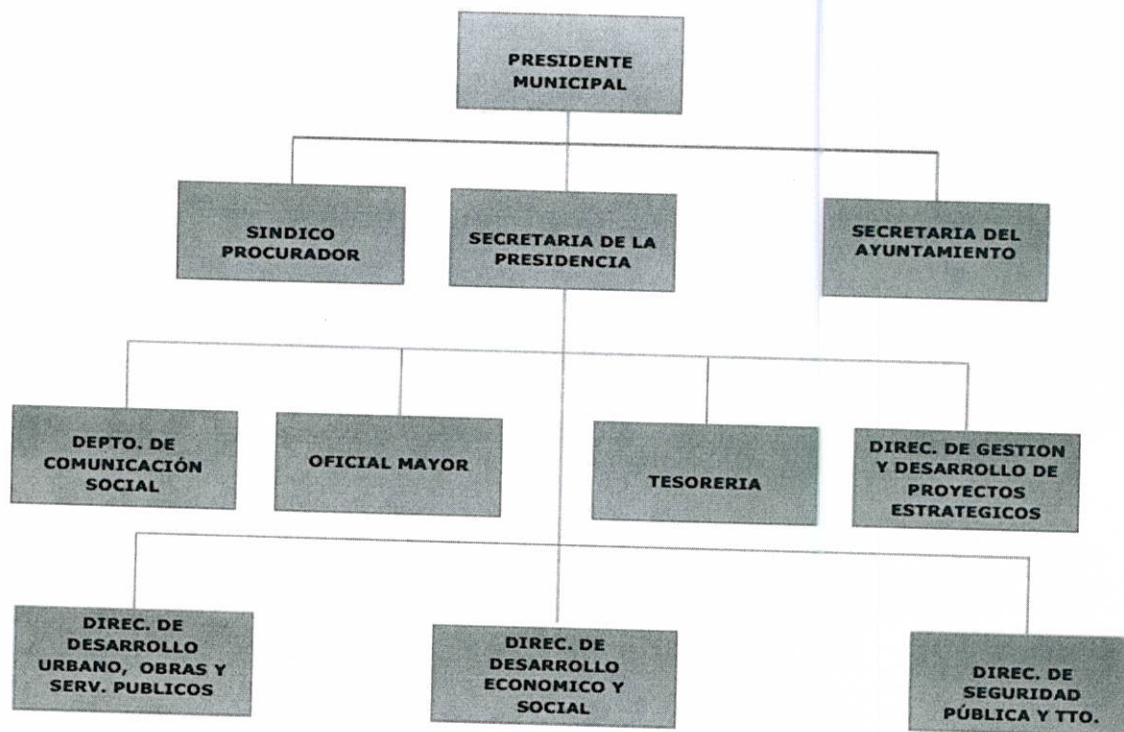 PRESIDENTE
MUNICIPAL
SINDICO
PROCURADOR
SECRETARIA DE LA
PRESIDENCIA
SECRETARIA DEL
AYUNTAMIENTO
DEPTO. DE
COMUNICACIÓN
SOCIAL
OFICIAL MAYOR
TESORERIA
DIREC. DE GESTION
Y DESARROLLO DE
PROYECTOS
ESTRATEGICOS
DIREC. DE
DESARROLLO
URBANO, OBRAS Y
SERV. PUBLICOS
DIREC. DE
DESARROLLO
ECONOMICO Y
SOCIAL
DIREC. DE
SEGURIDAD
PÚBLICA Y TTO.